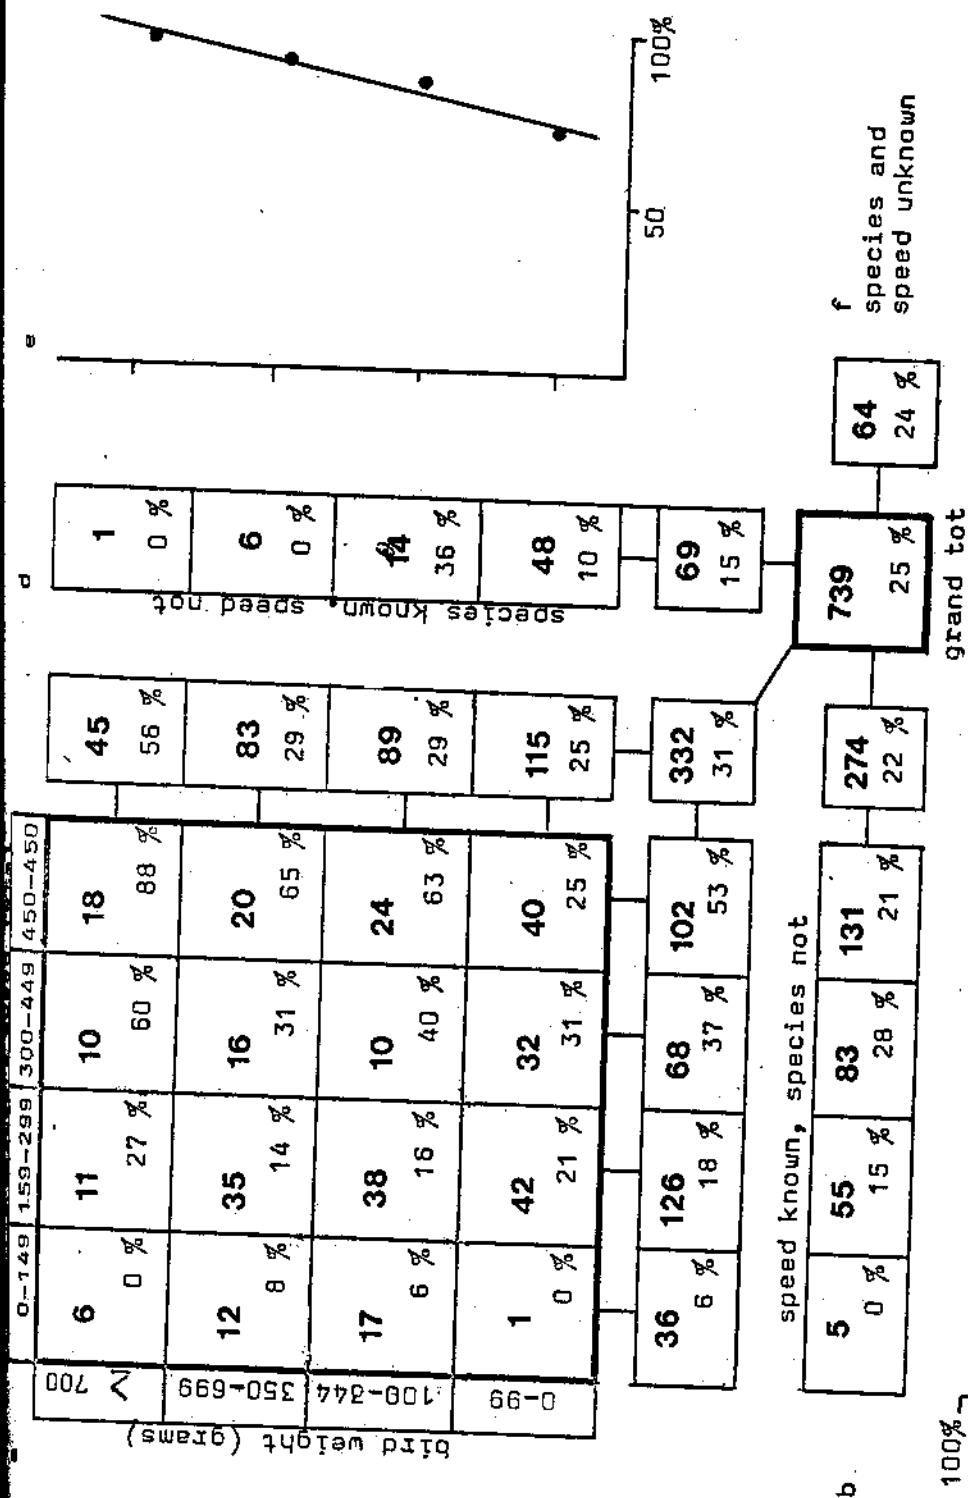 0-149 159-299 300-449 450-450
bird weight (grams)
≥ 700
6 11 10 18 45 1
0 % 27 % 60 % 88 % 56 % 0 %
350-699
12 35 16 20 83 6
8 % 14 % 31 % 65 % 29 % 0 %
100-344
17 38 10 24 89 14
6 % 16 % 40 % 63 % 29 % 36 %
0-99
1 42 32 40 115 48
0 % 21 % 31 % 25 % 25 % 10 %
36 126 68 102 332 69
6 % 18 % 37 % 53 % 31 % 15 %
d
species known, speed not
e
50 100%
speed known, species not
5 55 83 131 274 739 64
0 % 15 % 28 % 21 % 22 % 25 % 24 %
grand tot
f
species and
speed unknown
b
100%